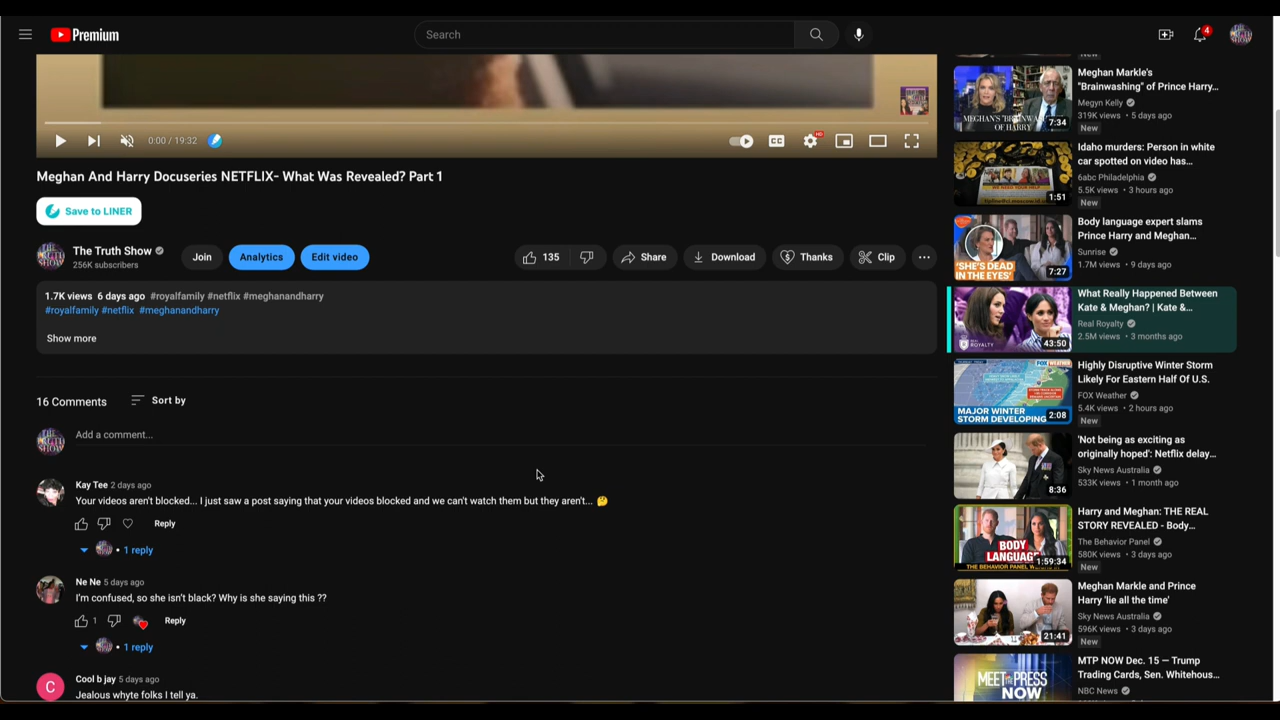 Premium
Search
4
0:00 / 19:32
CC
HD
Meghan And Harry Docuseries NETFLIX- What Was Revealed? Part 1
Save to LINER
The Truth Show
256K subscribers
Join
Analytics
Edit video
135
Share
Download
Thanks
Clip
1.7K views 6 days ago #royalfamily #netflix #meghanandharry
#royalfamily #netflix #meghanandharry
Show more
16 Comments
Sort by
Add a comment...
Kay Tee 2 days ago
Your videos aren't blocked... I just saw a post saying that your videos blocked and we can't watch them but they aren't... 🤔
Reply
• 1 reply
Ne Ne 5 days ago
I'm confused, so she isn't black? Why is she saying this ??
1
Reply
• 1 reply
C
Cool b jay 5 days ago
Jealous whyte folks I tell ya.
New
MEGHAN'S "BRAINWASHING" OF HARRY
7:34
Meghan Markle's
"Brainwashing" of Prince Harry...
Megyn Kelly
319K views • 5 days ago
New
1:51
Idaho murders: Person in white
car spotted on video has...
6abc Philadelphia
5.5K views • 3 hours ago
New
'SHE'S DEAD
IN THE EYES'
7:27
Body language expert slams
Prince Harry and Meghan...
Sunrise
1.7M views • 9 days ago
REAL
ROYALTY
43:50
What Really Happened Between
Kate & Meghan? | Kate &...
Real Royalty
2.5M views • 3 months ago
FOX WEATHER
MAJOR WINTER
STORM DEVELOPING
2:08
Highly Disruptive Winter Storm
Likely For Eastern Half Of U.S.
FOX Weather
5.4K views • 2 hours ago
New
8:36
'Not being as exciting as
originally hoped': Netflix delay...
Sky News Australia
533K views • 1 month ago
BODY
LANGUAGE
THE BEHAVIOR PANEL
1:59:34
Harry and Meghan: THE REAL
STORY REVEALED - Body...
The Behavior Panel
580K views • 3 days ago
New
21:41
Meghan Markle and Prince
Harry 'lie all the time'
Sky News Australia
596K views • 3 days ago
New
MEET THE PRESS
NOW
MTP NOW Dec. 15 — Trump
Trading Cards, Sen. Whitehous...
NBC News